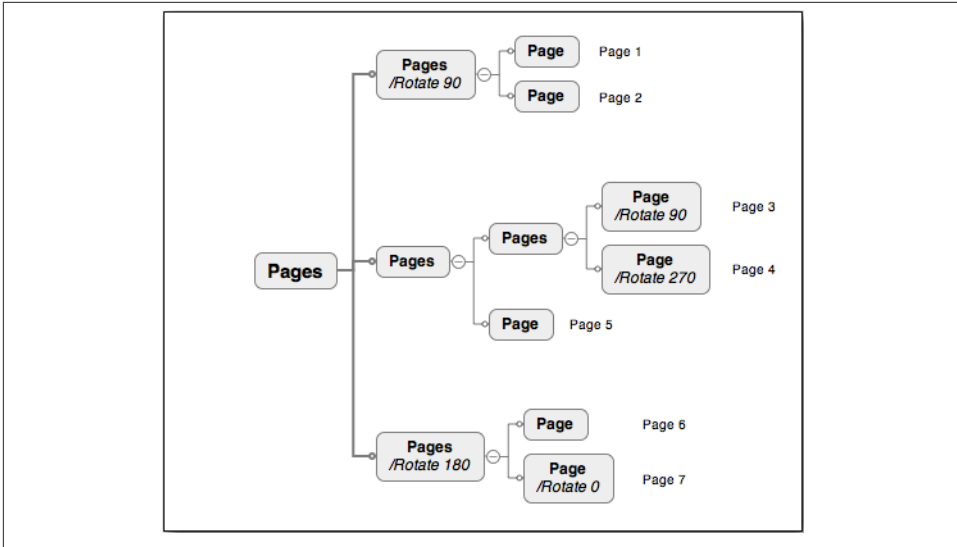 Pages
Pages
/Rotate 90
Page
Page 1
Page
Page 2
Pages
Pages
Page
/Rotate 90
Page 3
Page
/Rotate 270
Page 4
Page
Page 5
Pages
/Rotate 180
Page
Page 6
Page
/Rotate 0
Page 7